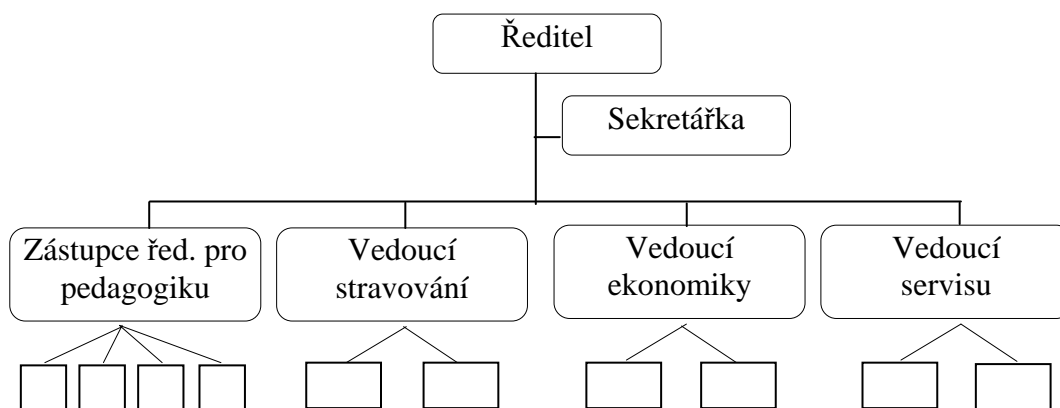 Ředitel
Sekretářka
Zástupce řed. pro
pedagogiku
Vedoucí
stravování
Vedoucí
ekonomiky
Vedoucí
servisu